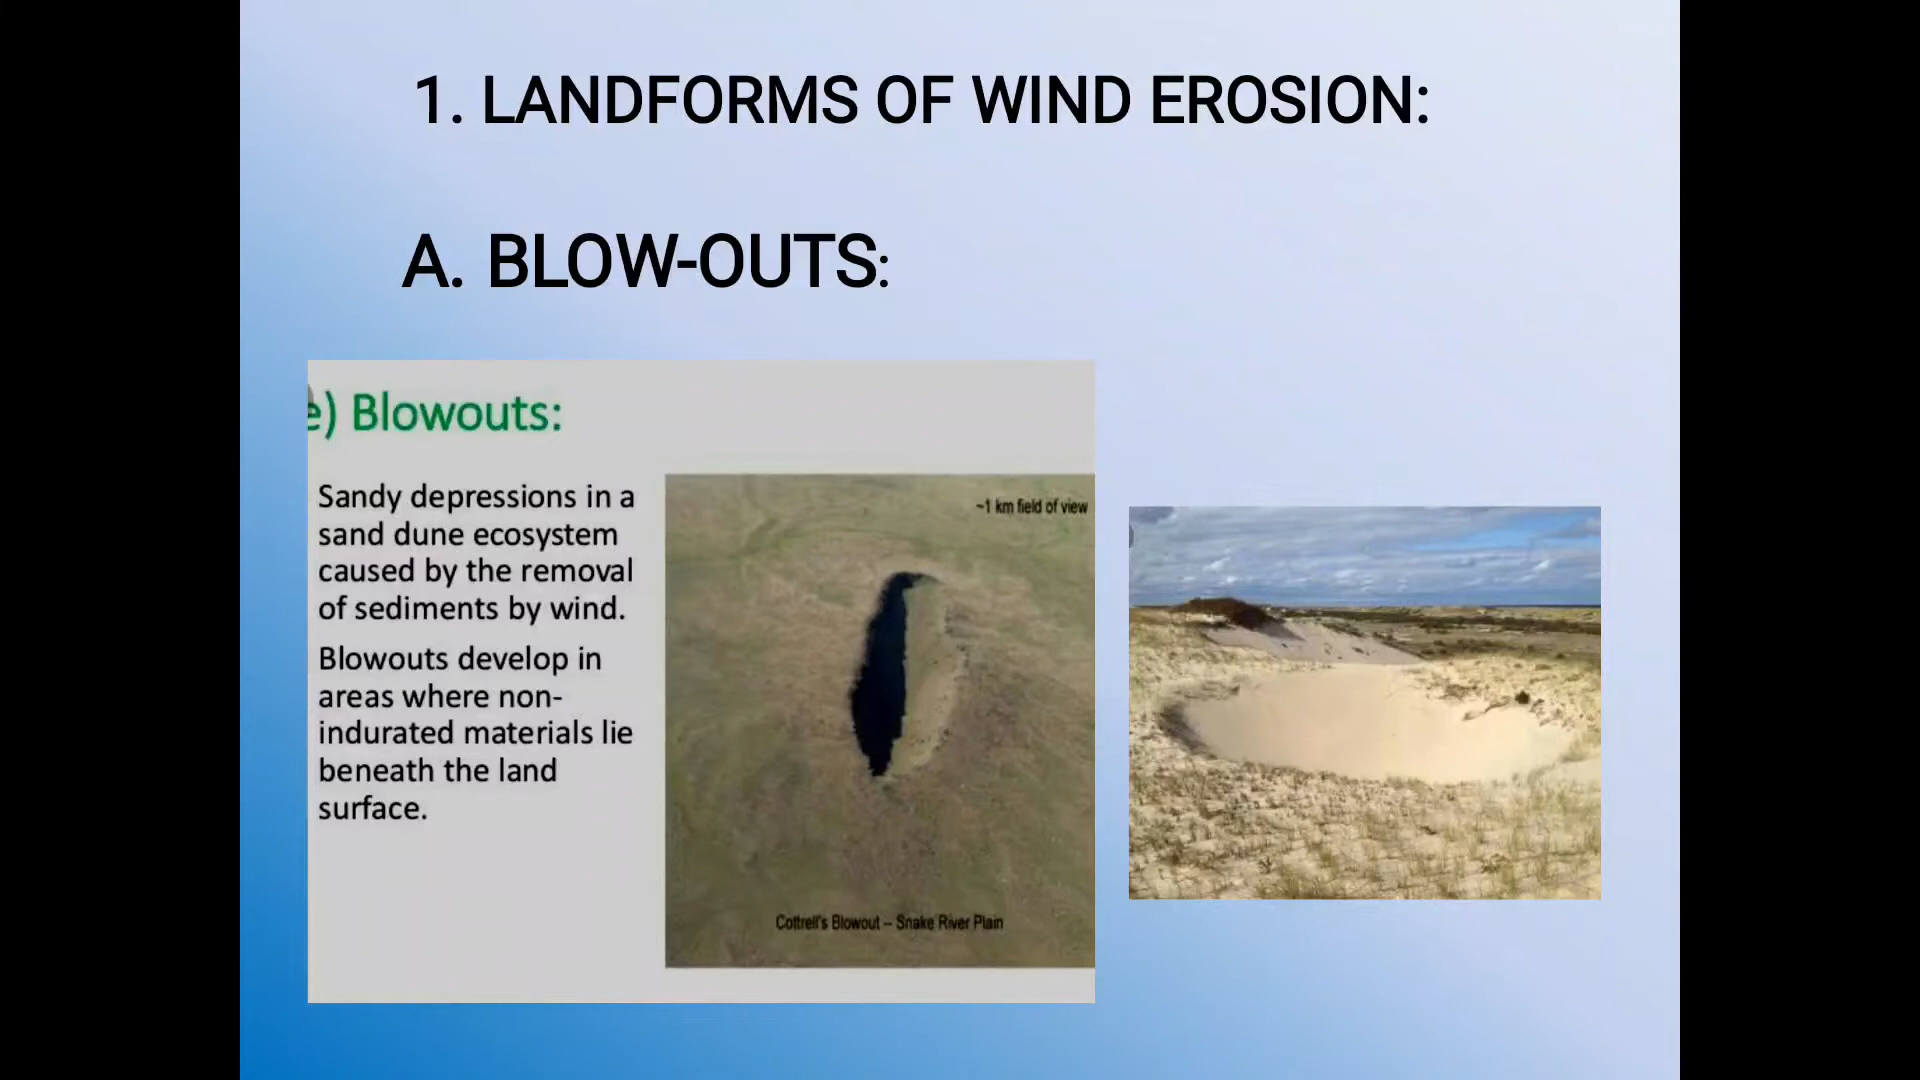 1. LANDFORMS OF WIND EROSION:
A. BLOW-OUTS:
e) Blowouts:
Sandy depressions in a
sand dune ecosystem
caused by the removal
of sediments by wind.
Blowouts develop in
areas where non-
indurated materials lie
beneath the land
surface.
~1 km field of view
Cottrell's Blowout – Snake River Plain